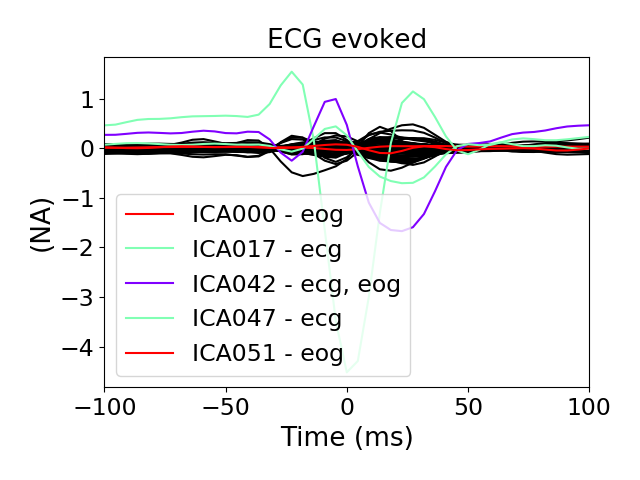 ECG evoked
(NA)
1
0
−1
−2
−3
−4
ICA000 - eog
ICA017 - ecg
ICA042 - ecg, eog
ICA047 - ecg
ICA051 - eog
−100
−50
0
50
100
Time (ms)